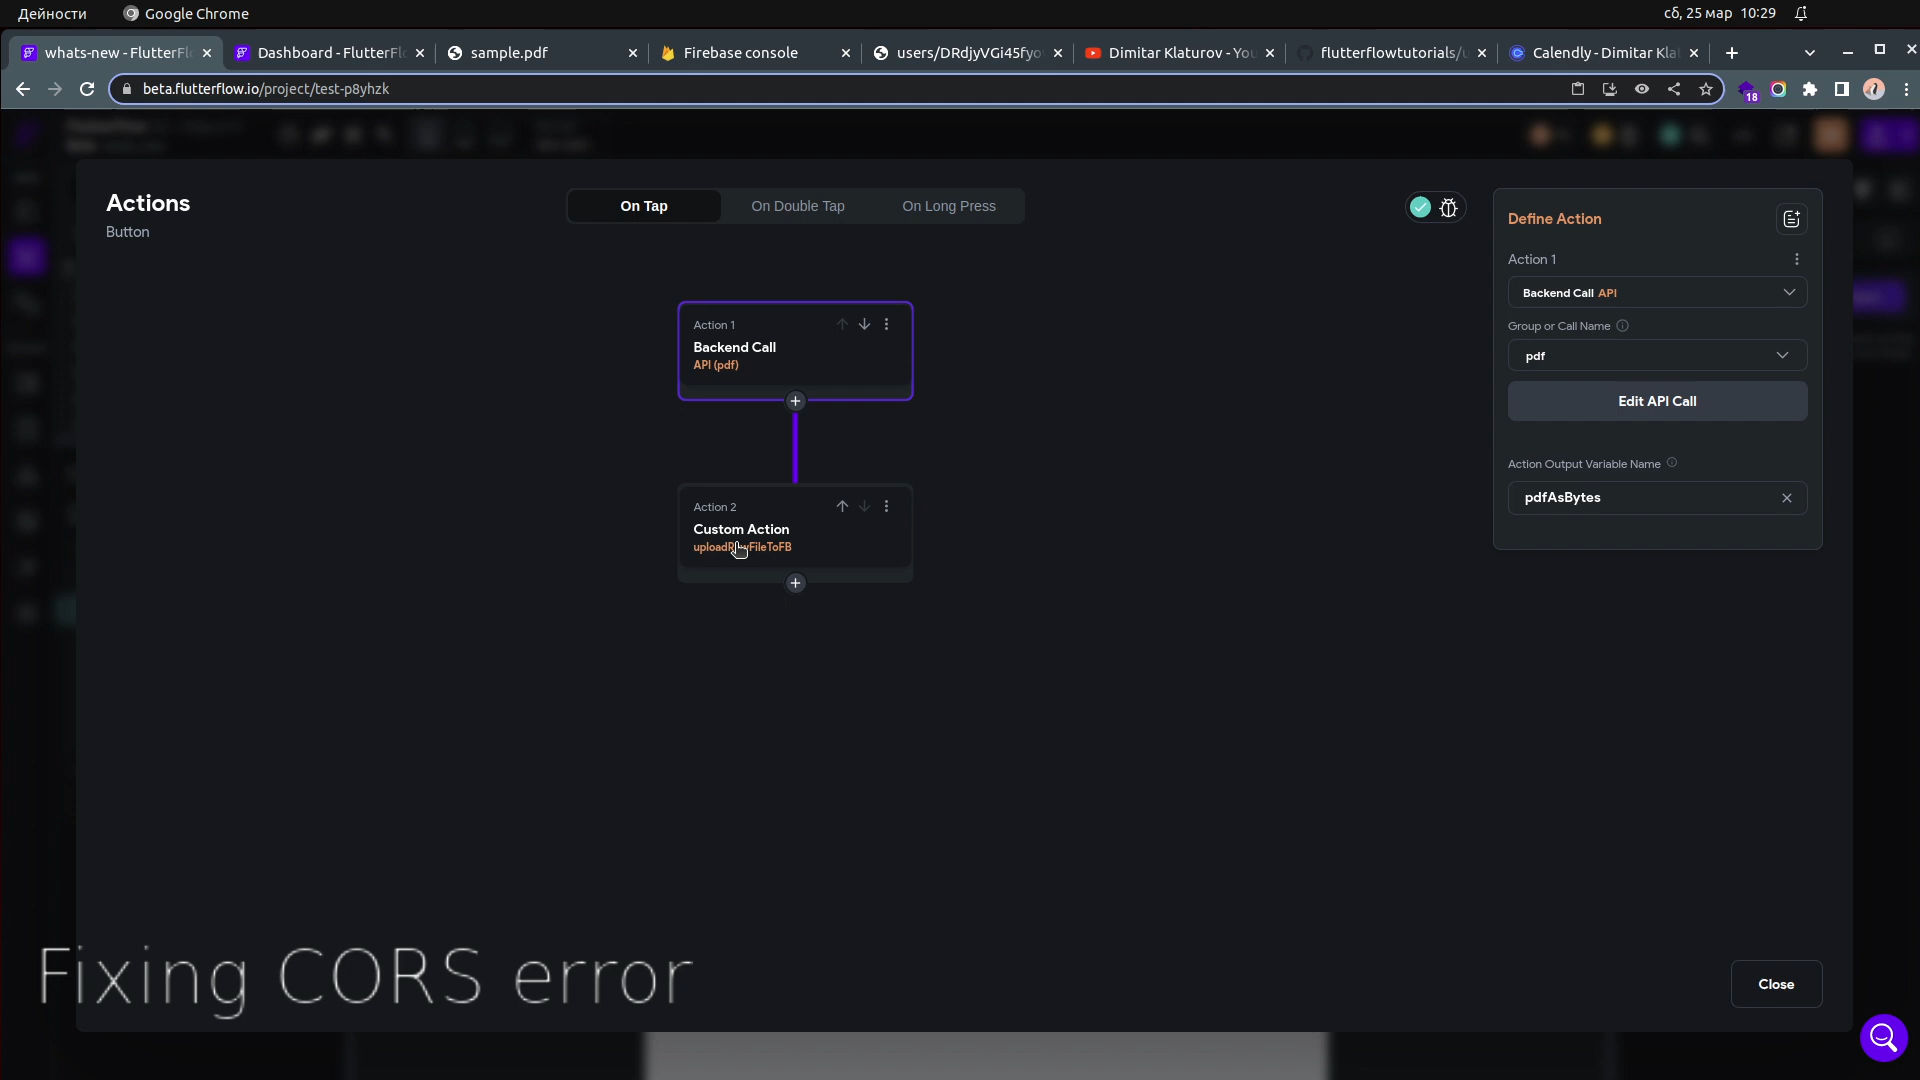 Дейности
Google Chrome
сб, 25 мар 10:29
whats-new - FlutterFl
Dashboard - FlutterFlo
sample.pdf
Firebase console
users/DRdjyVGi45fyo
Dimitar Klaturov - You
flutterflowtutorials/u
Calendly - Dimitar Kla
beta.flutterflow.io/project/test-p8yhzk
18
Actions
Button
On Tap
On Double Tap
On Long Press
Define Action
Action 1
Backend Call API
Group or Call Name
pdf
Edit API Call
Action Output Variable Name
pdfAsBytes
Action 1
Backend Call
API (pdf)
Action 2
Custom Action
Fixing CORS error
Close